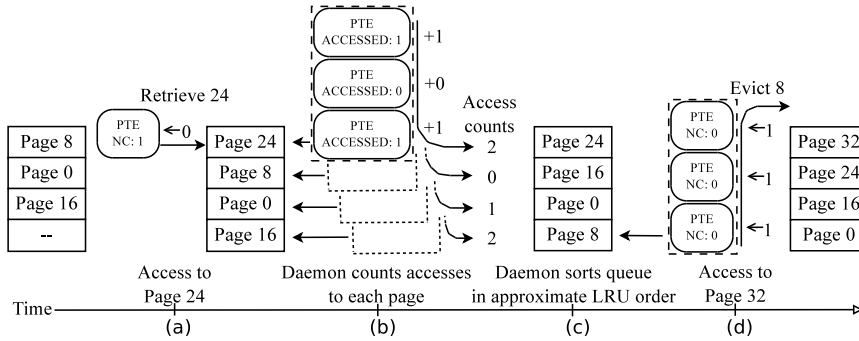 PTE
ACCESSED: 1
+1
PTE
ACCESSED: 0
+0
PTE
ACCESSED: 1
+1
Retrieve 24
PTE
NC: 1
0
Page 8
Page 0
Page 16
--
Page 24
Page 8
Page 0
Page 16
Access
counts
2
0
1
2
Page 24
Page 16
Page 0
Page 8
Evict 8
PTE
NC: 0
1
PTE
NC: 0
1
PTE
NC: 0
1
Page 32
Page 24
Page 16
Page 0
Access to
Page 24
Daemon counts accesses
to each page
Daemon sorts queue
in approximate LRU order
Access to
Page 32
Time
(a)
(b)
(c)
(d)